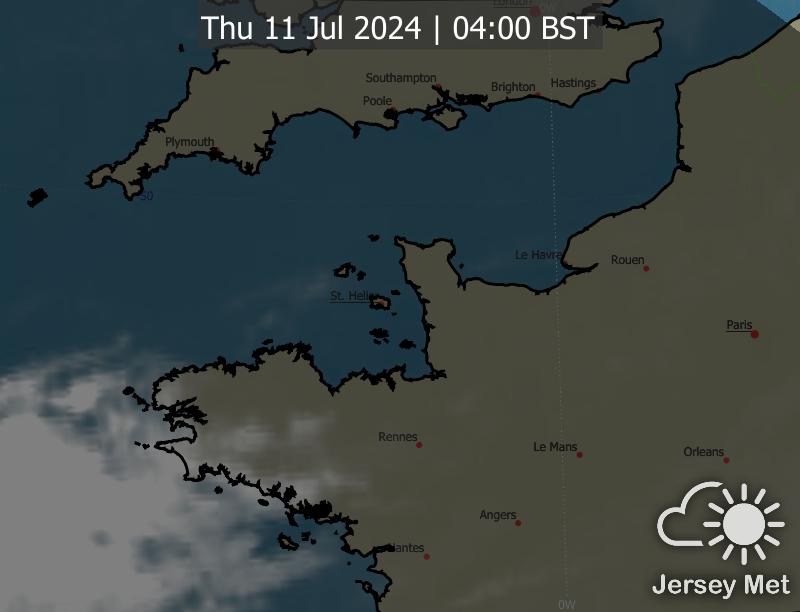 London
0W
Thu 11 Jul 2024 | 04:00 BST
Southampton
Brighton
Hastings
Poole
Plymouth
50
Le Havre
Rouen
St. Helier
Paris
Rennes
Le Mans
Orleans
Angers
Nantes
Jersey Met
0W